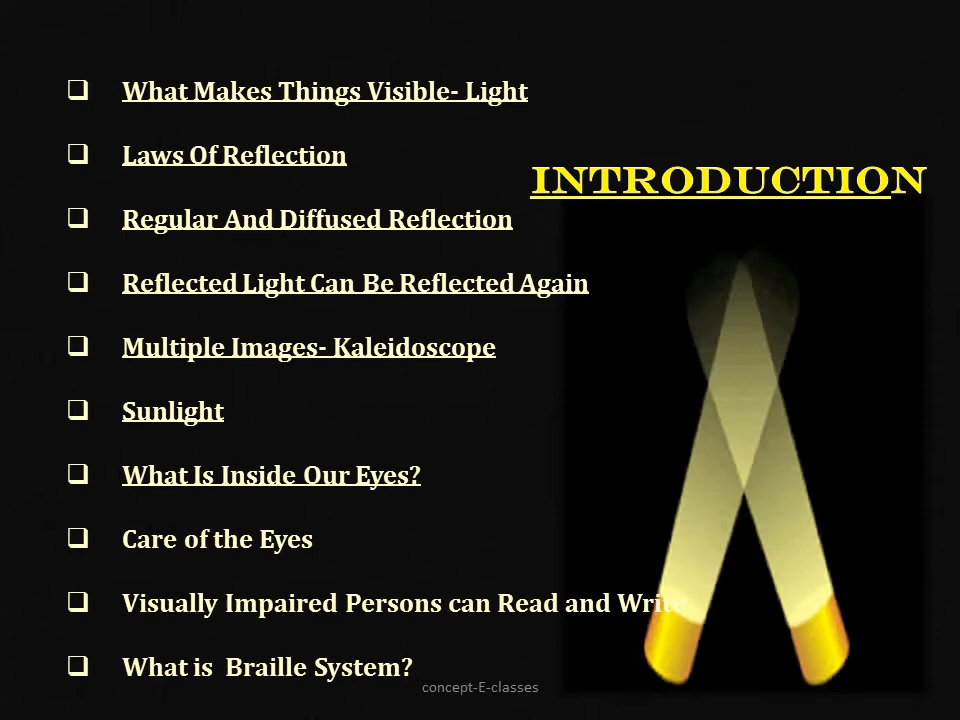 What Makes Things Visible- Light
Laws Of Reflection
INTRODUCTION
Regular And Diffused Reflection
Reflected Light Can Be Reflected Again
Multiple Images- Kaleidoscope
Sunlight
What Is Inside Our Eyes?
Care of the Eyes
Visually Impaired Persons can Read and Write
What is Braille System?
concept-E-classes